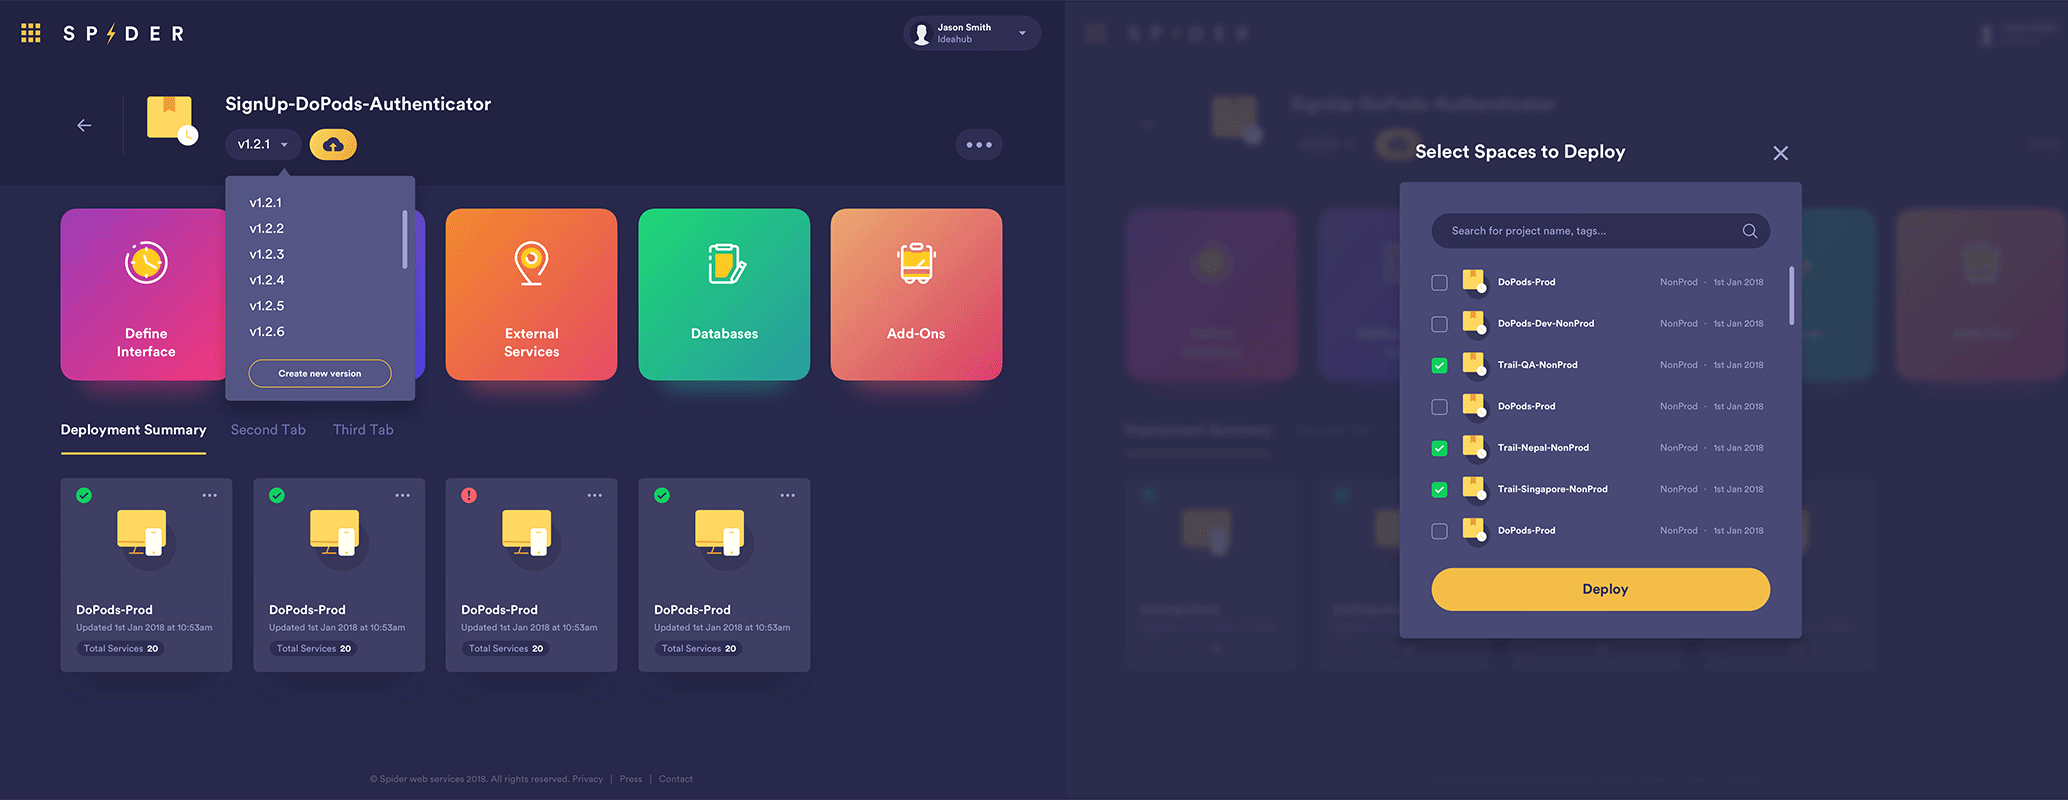 SPIDER
Jason Smith
Ideahub
SignUp-DoPods-Authenticator
v1.2.1
v1.2.1
v1.2.2
v1.2.3
v1.2.4
v1.2.5
v1.2.6
Create new version
Define
Interface
External
Services
Databases
Add-Ons
Deployment Summary
Second Tab
Third Tab
DoPods-Prod
Updated 1st Jan 2018 at 10:53am
Total Services 20
DoPods-Prod
Updated 1st Jan 2018 at 10:53am
Total Services 20
DoPods-Prod
Updated 1st Jan 2018 at 10:53am
Total Services 20
DoPods-Prod
Updated 1st Jan 2018 at 10:53am
Total Services 20
© Spider web services 2018. All rights reserved. Privacy | Press | Contact
SPIDER
SignUp-DoPods-Authenticator
Select Spaces to Deploy
Search for project name, tags...
DoPods-Prod NonProd · 1st Jan 2018
DoPods-Dev-NonProd NonProd · 1st Jan 2018
Trail-QA-NonProd NonProd · 1st Jan 2018
DoPods-Prod NonProd · 1st Jan 2018
Trail-Nepal-NonProd NonProd · 1st Jan 2018
Trail-Singapore-NonProd NonProd · 1st Jan 2018
DoPods-Prod NonProd · 1st Jan 2018
Deploy
Deployment Summary